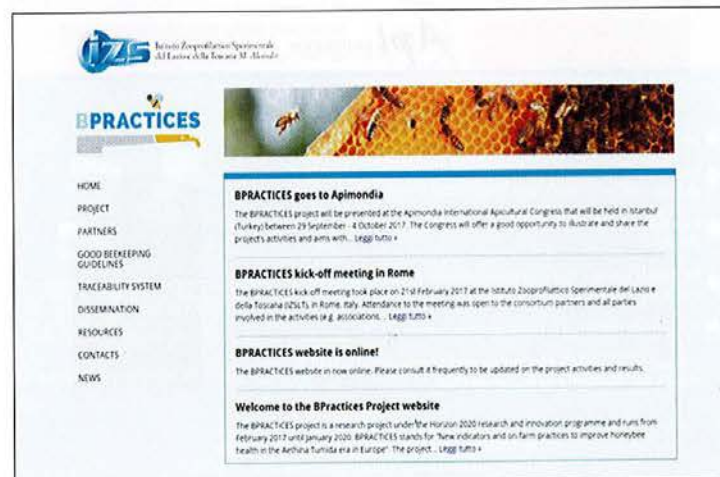 IZS
Istituto Zooprofilattico Sperimentale
del Lazio e della Toscana M. Aleandri
BPRACTICES
HOME
PROJECT
PARTNERS
GOOD BEEKEEPING
GUIDELINES
TRACEABILITY SYSTEM
DISSEMINATION
RESOURCES
CONTACTS
NEWS
BPRACTICES goes to Apimondia
The BPRACTICES project will be presented at the Apimondia International Apicultural Congress that will be held in Istanbul
(Turkey) between 29 September - 4 October 2017. The Congress will offer a good opportunity to illustrate and share the
project's activities and aims with... Leggi tutto »
BPRACTICES kick-off meeting in Rome
The BPRACTICES kick off meeting took place on 21st February 2017 at the Istituto Zooprofilattico Sperimentale del Lazio e
della Toscana (IZSLT), in Rome, Italy. Attendance to the meeting was open to the consortium partners and all parties
involved in the activities (e.g. associations, ... Leggi tutto »
BPRACTICES website is online!
The BPRACTICES website in now online. Please consult it frequently to be updated on the project activities and results.
Welcome to the BPractices Project website
The BPRACTICES project is a research project under the Horizon 2020 research and innovation programme and runs from
February 2017 until January 2020. BPRACTICES stands for "New indicators and on farm practices to improve honeybee
health in the Aethina Tumida era in Europe". The project... Leggi tutto »